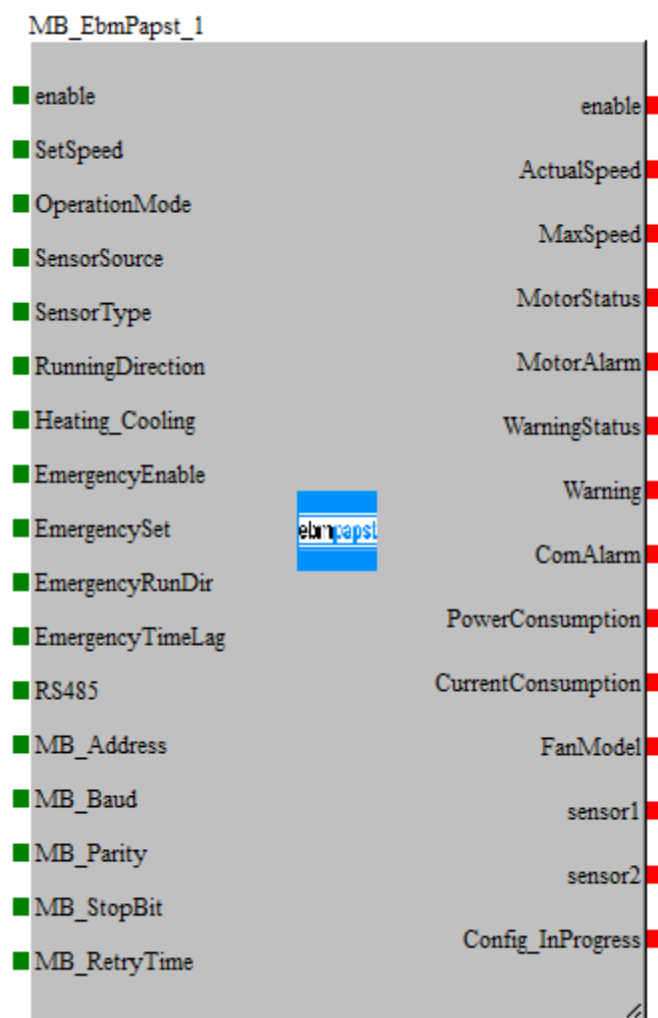 MB_EbmPapst_1
enable
SetSpeed
OperationMode
SensorSource
SensorType
RunningDirection
Heating_Cooling
EmergencyEnable
EmergencySet
EmergencyRunDir
EmergencyTimeLag
RS485
MB_Address
MB_Baud
MB_Parity
MB_StopBit
MB_RetryTime
ebmpapst
enable
ActualSpeed
MaxSpeed
MotorStatus
MotorAlarm
WarningStatus
Warning
ComAlarm
PowerConsumption
CurrentConsumption
FanModel
sensor1
sensor2
Config_InProgress